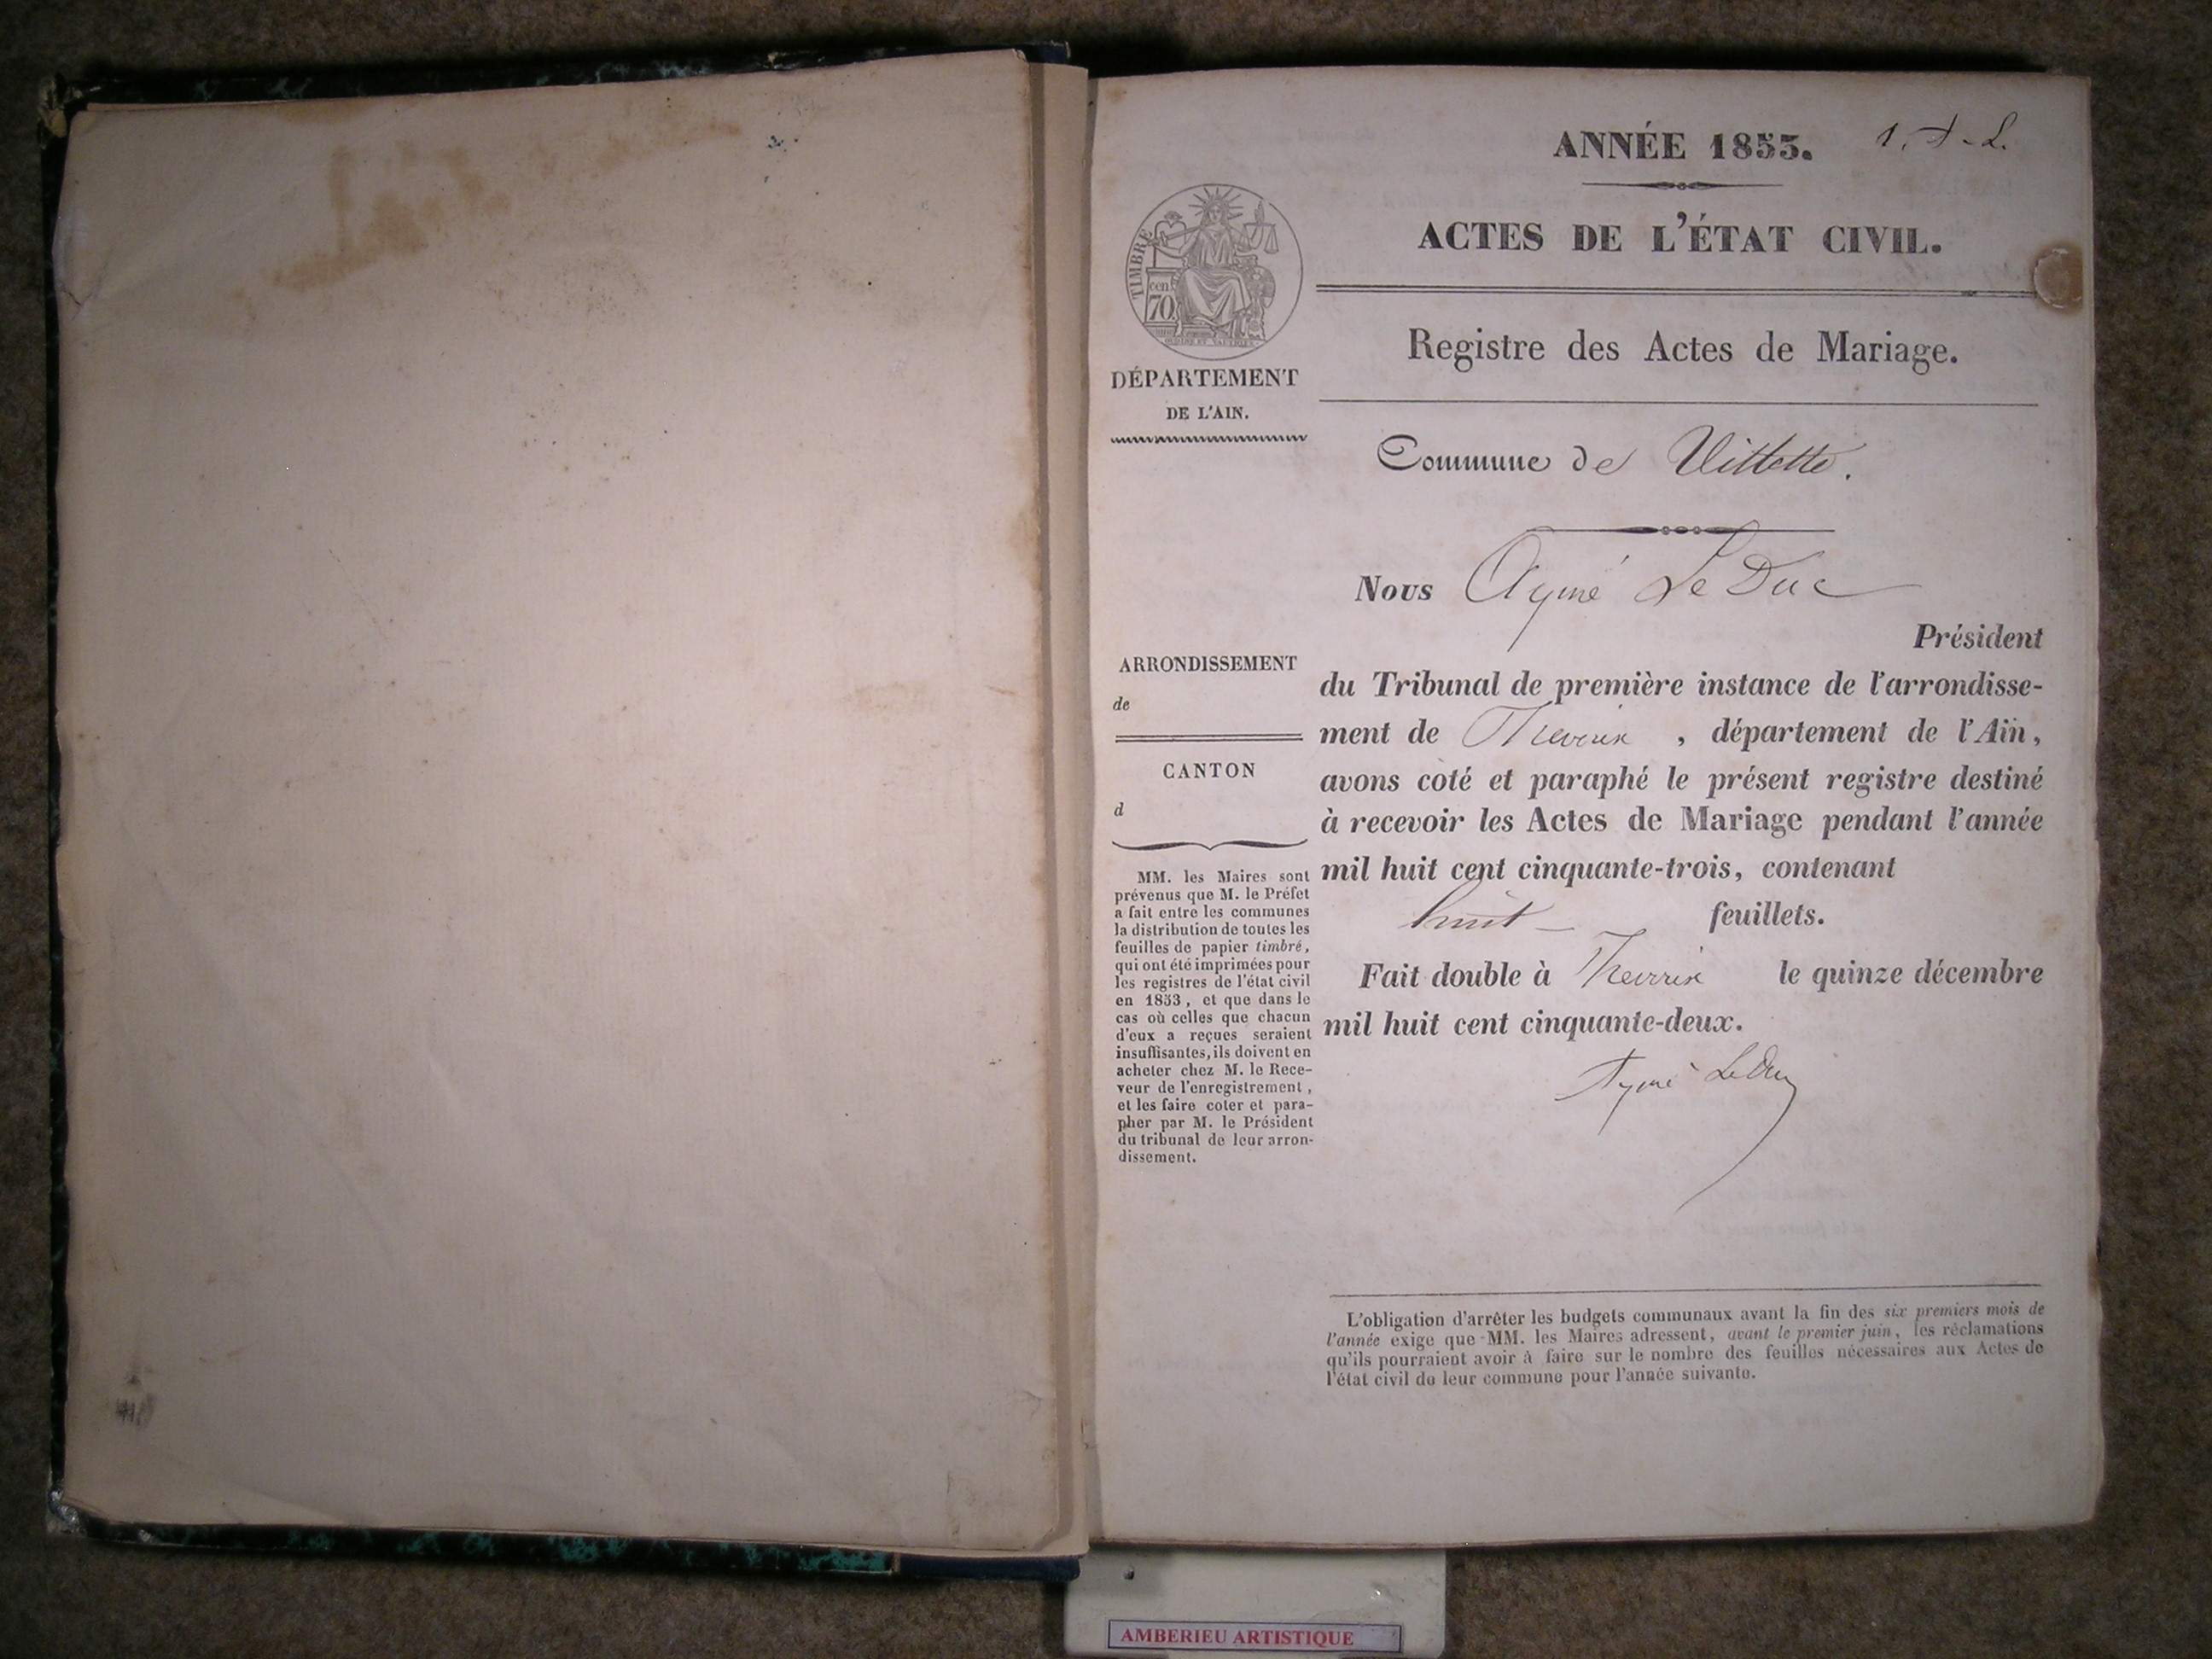 ANNÉE 1853.
1. A-L.
ACTES DE L'ÉTAT CIVIL.
TIMBRE
cen.
70.
Registre des Actes de Mariage.
DÉPARTEMENT
DE L'AIN.
Commune de Villette.
Nous Aymé Le Duc
Président
du Tribunal de première instance de l'arrondisse-
ment de Trévoux, département de l'Ain,
avons coté et paraphé le présent registre destiné
à recevoir les Actes de Mariage pendant l'année
mil huit cent cinquante-trois, contenant
huit feuillets.
Fait double à Trévoux le quinze décembre
mil huit cent cinquante-deux.
Aymé LeDuc
ARRONDISSEMENT
de
CANTON
d
MM. les Maires sont
prévenus que M. le Préfet
a fait entre les communes
la distribution de toutes les
feuilles de papier timbré,
qui ont été imprimées pour
les registres de l'état civil
en 1853, et que dans le
cas où celles que chacun
d'eux a reçues seraient
insuffisantes, ils doivent en
acheter chez M. le Rece-
veur de l'enregistrement,
et les faire coter et para-
pher par M. le Président
du tribunal de leur arron-
dissement.
L'obligation d'arrêter les budgets communaux avant la fin des six premiers mois de
l'année exige que MM. les Maires adressent, avant le premier juin, les réclamations
qu'ils pourraient avoir à faire sur le nombre des feuilles nécessaires aux Actes de
l'état civil de leur commune pour l'année suivante.
AMBERIEU ARTISTIQUE